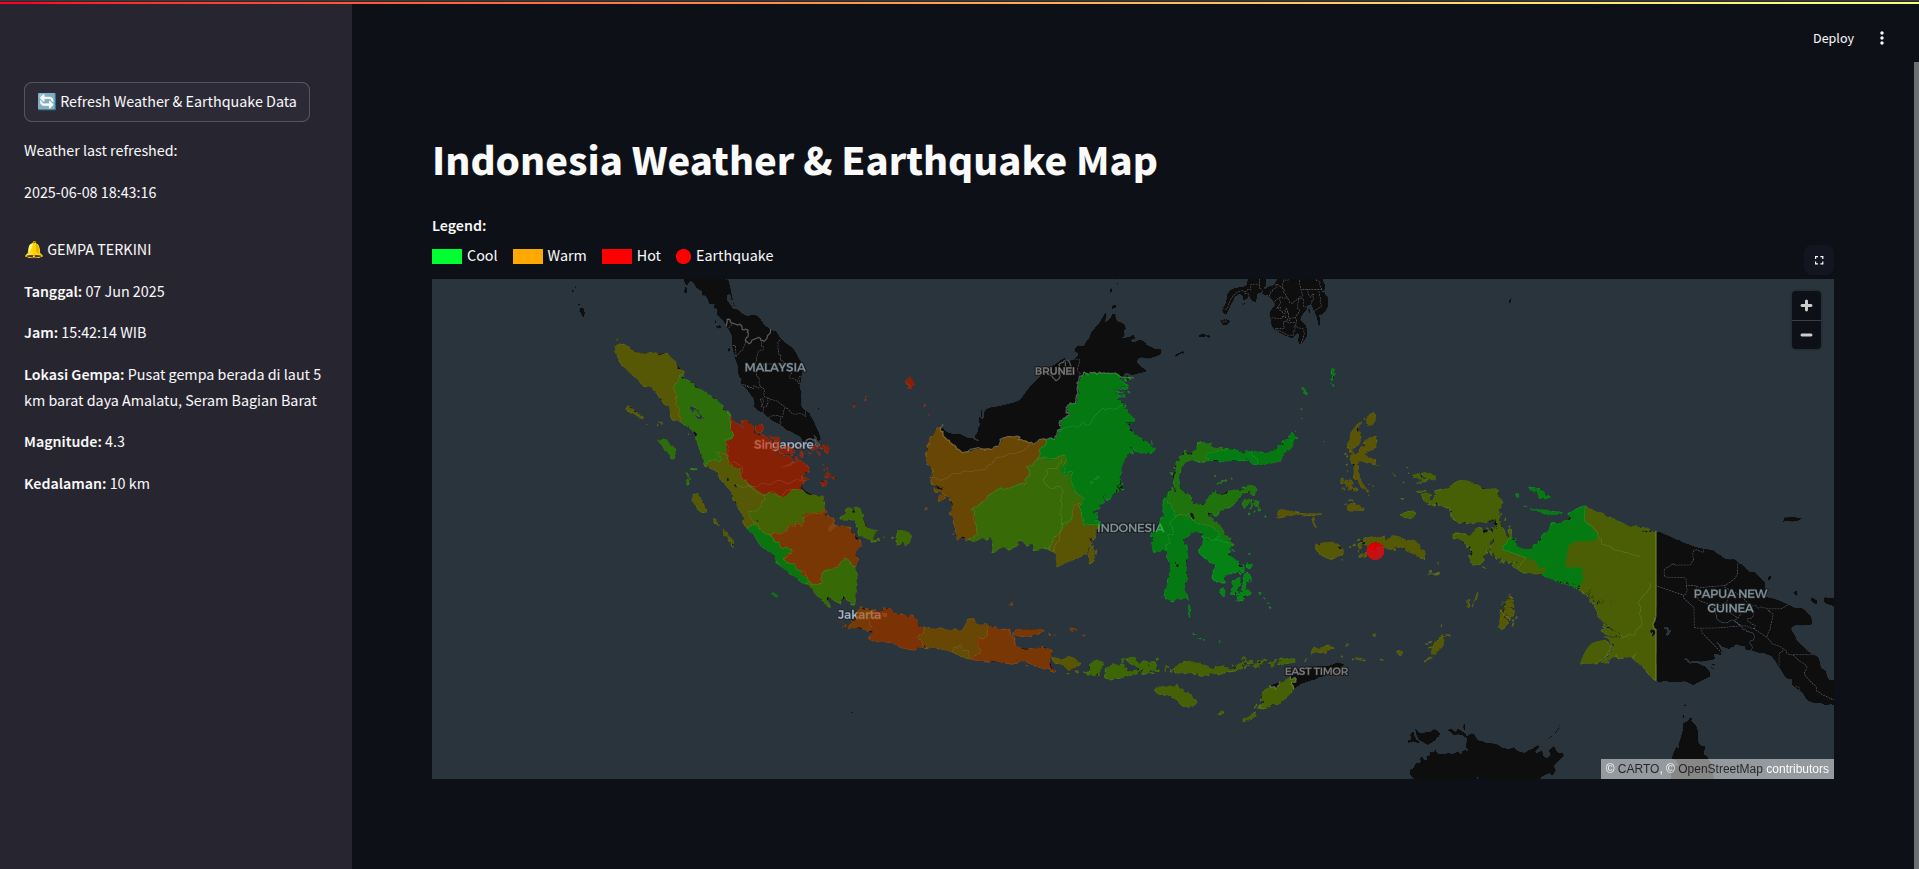 Deploy
🔄 Refresh Weather & Earthquake Data
Weather last refreshed:
2025-06-08 18:43:16
🔔 GEMPA TERKINI
Tanggal: 07 Jun 2025
Jam: 15:42:14 WIB
Lokasi Gempa: Pusat gempa berada di laut 5
km barat daya Amalatu, Seram Bagian Barat
Magnitude: 4.3
Kedalaman: 10 km
Indonesia Weather & Earthquake Map
Legend:
Cool Warm Hot Earthquake
+
−
MALAYSIA
BRUNEI
Singapore
INDONESIA
Jakarta
PAPUA NEW
GUINEA
EAST TIMOR
© CARTO, © OpenStreetMap contributors